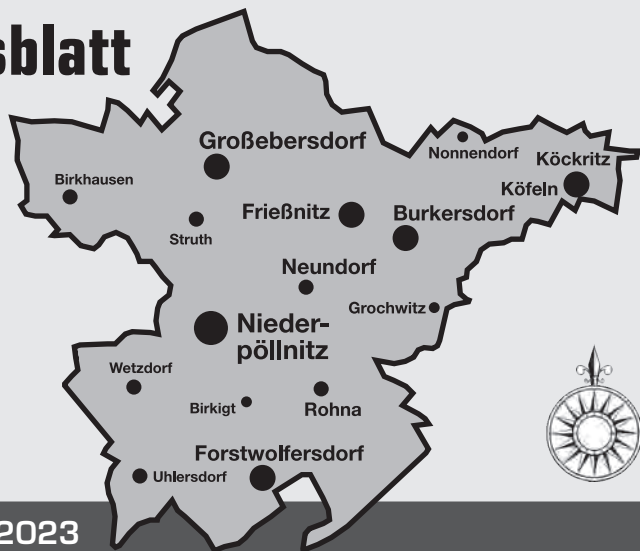 sblatt
Großebersdorf
Nonnendorf
Köckritz
Birkhausen
Köfeln
Frießnitz
Burkersdorf
Struth
Neundorf
Grochwitz
Nieder-
pöllnitz
Wetzdorf
Birkigt
Rohna
Forstwolfersdorf
Uhlersdorf
2023